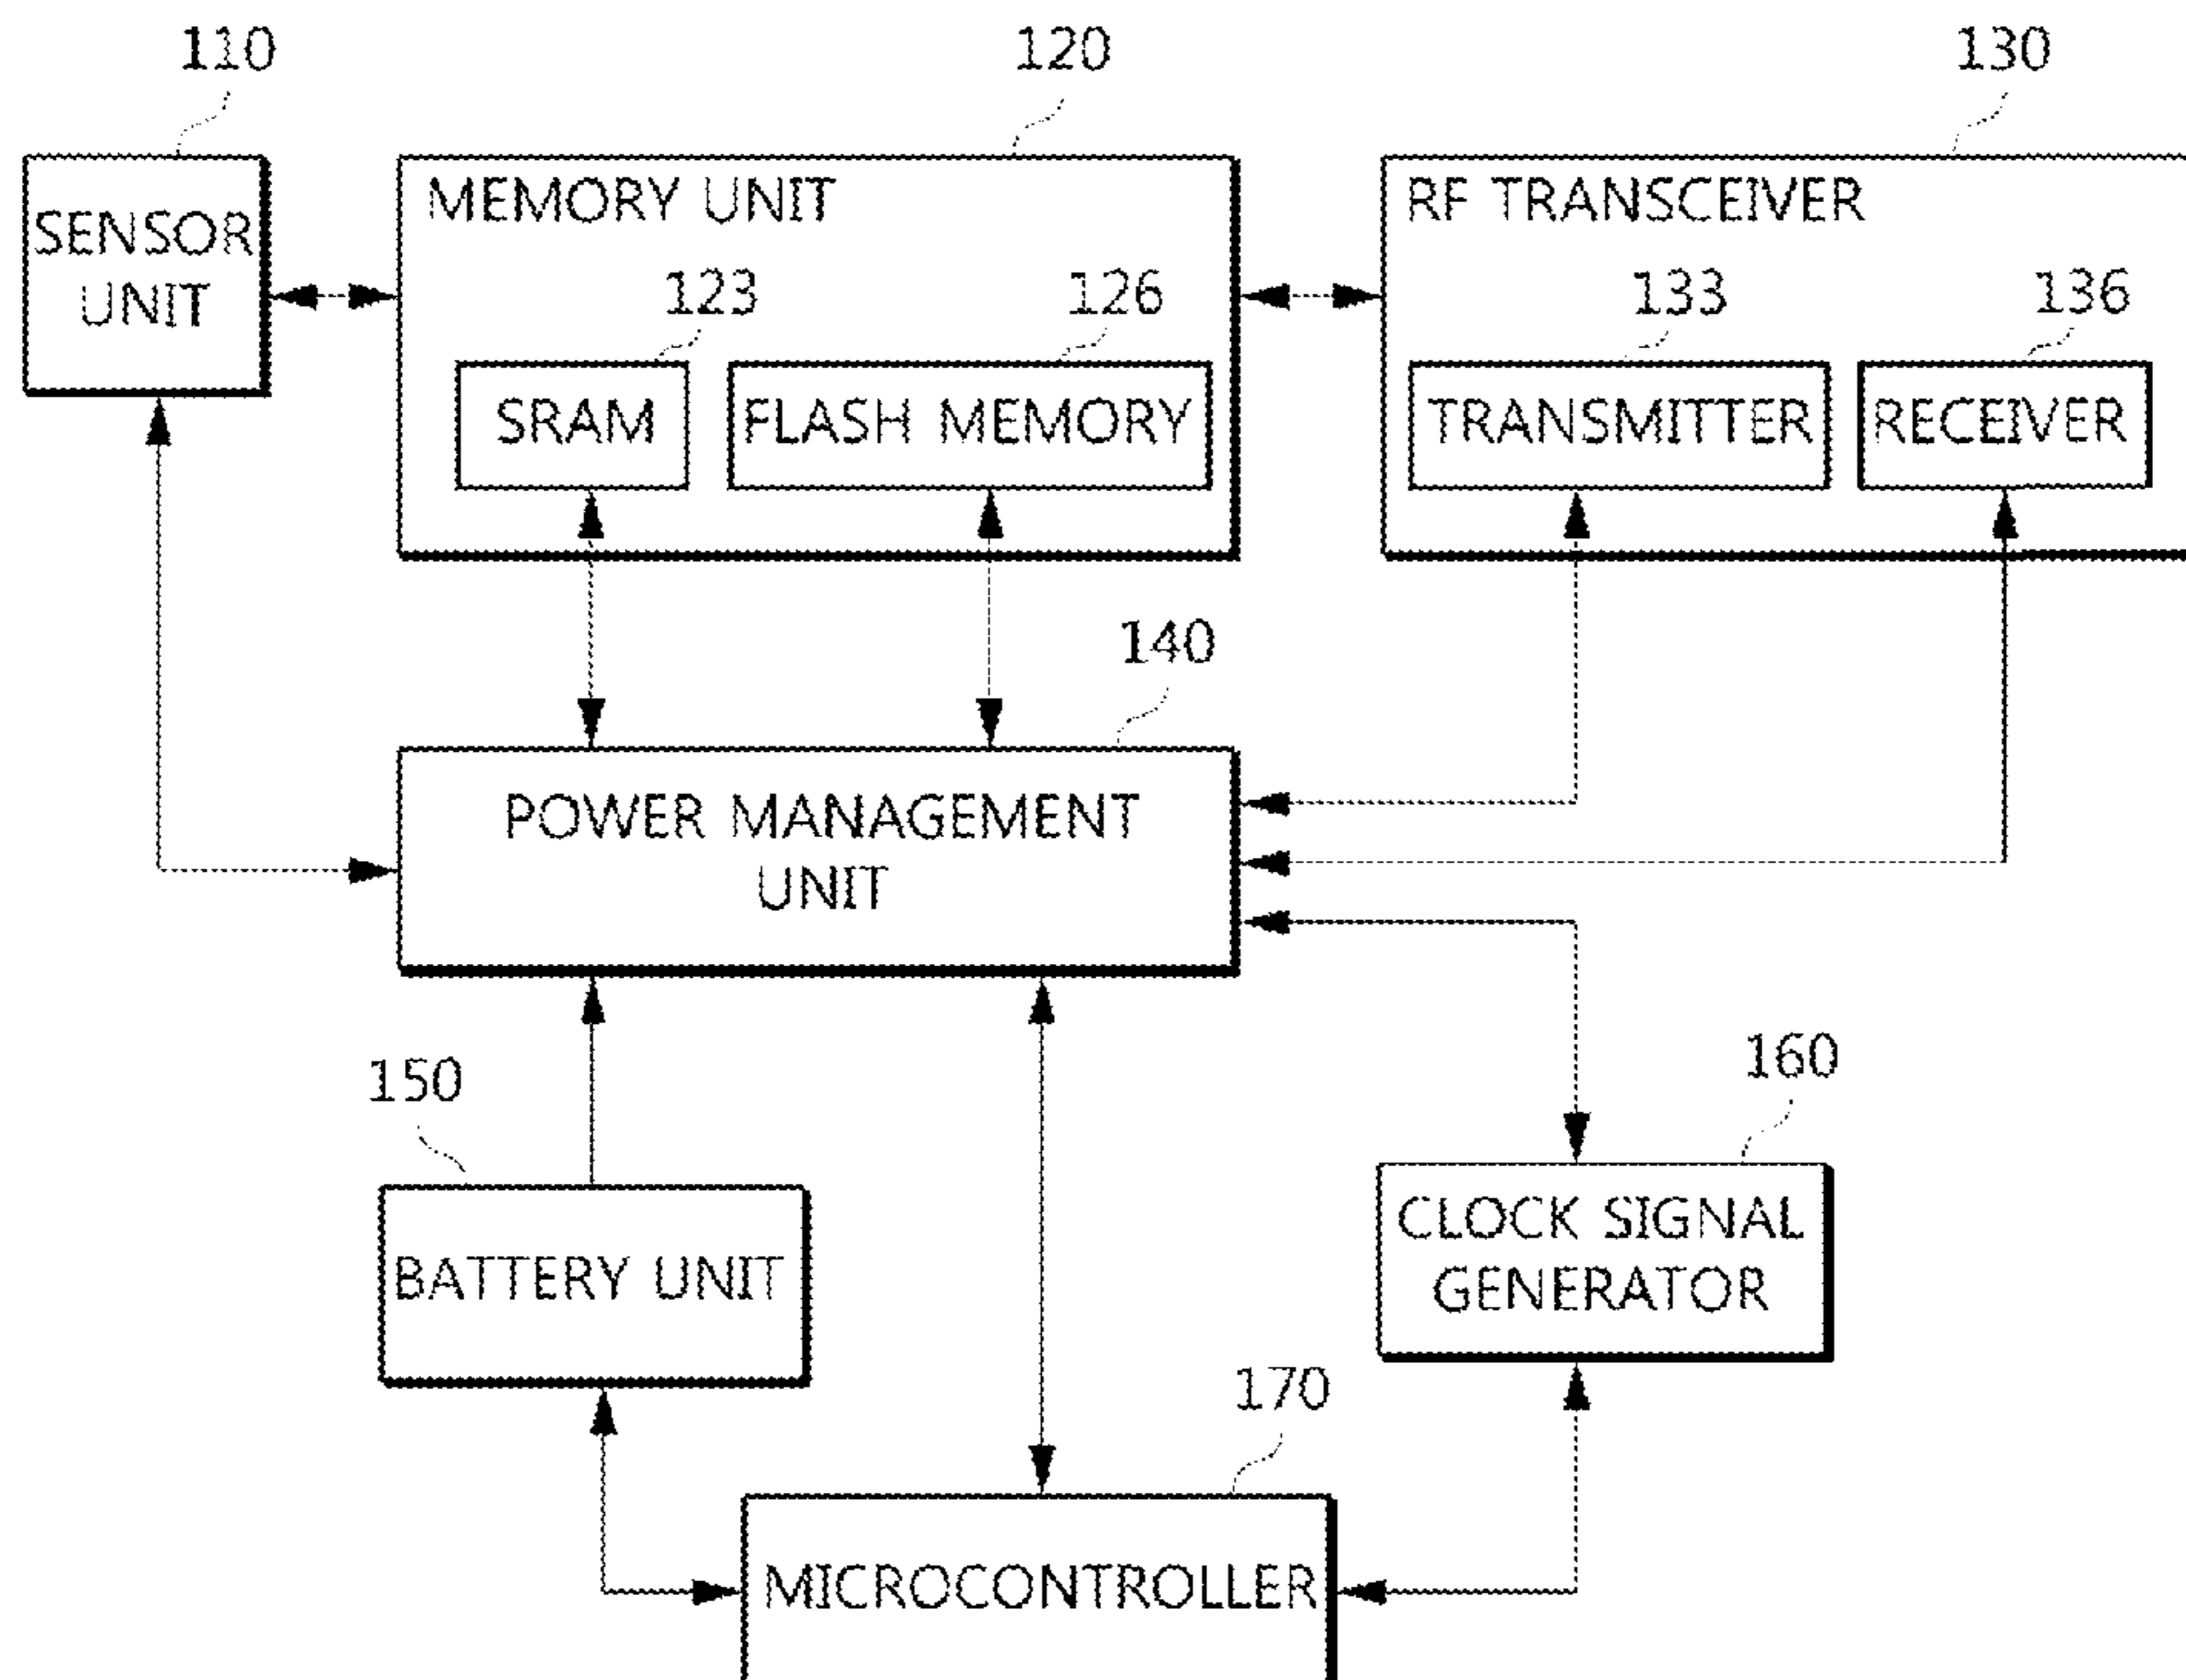 110
120
130
SENSOR
UNIT
MEMORY UNIT
RF TRANSCEIVER
123
126
133
136
SRAM
FLASH MEMORY
TRANSMITTER
RECEIVER
140
POWER MANAGEMENT
UNIT
150
160
BATTERY UNIT
CLOCK SIGNAL
GENERATOR
170
MICROCONTROLLER